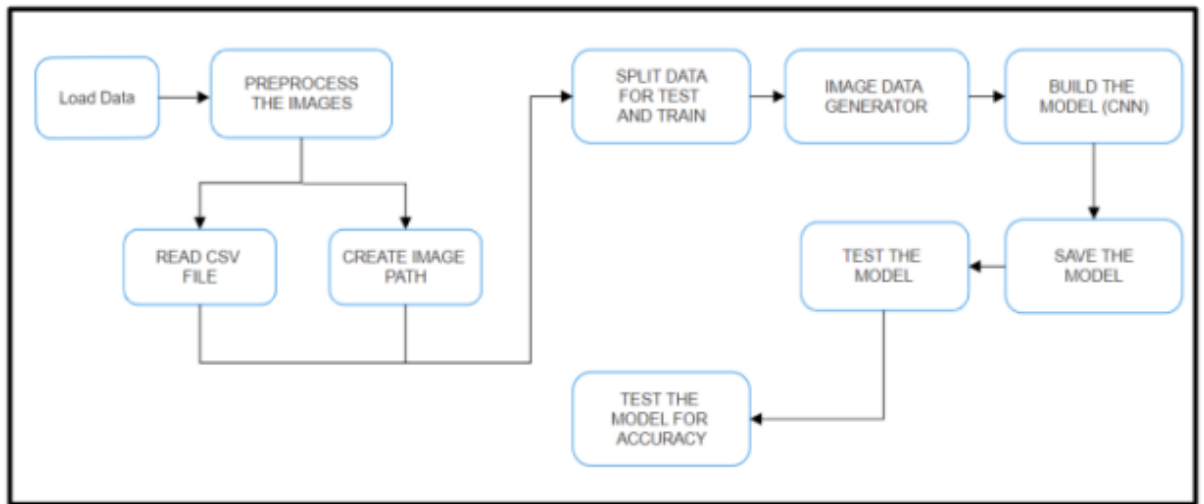 Load Data
PREPROCESS
THE IMAGES
READ CSV
FILE
CREATE IMAGE
PATH
SPLIT DATA
FOR TEST
AND TRAIN
IMAGE DATA
GENERATOR
BUILD THE
MODEL (CNN)
SAVE THE
MODEL
TEST THE
MODEL
TEST THE
MODEL FOR
ACCURACY